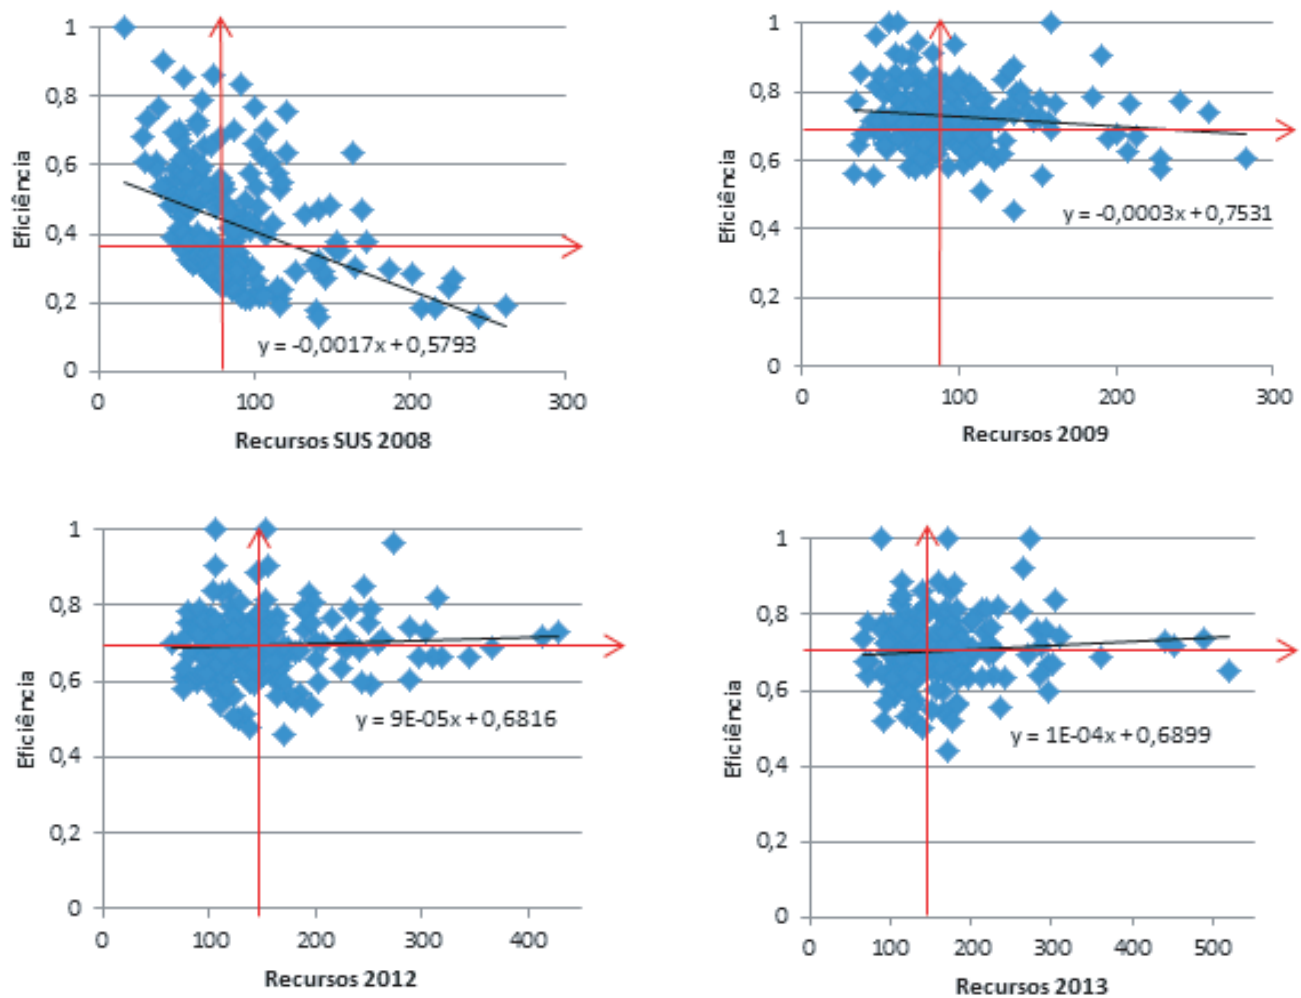 1
0,8
0,6
0,4
0,2
0
Eficiência
y = -0,0017x + 0,5793
0 100 200 300
Recursos SUS 2008
1
0,8
0,6
0,4
0,2
0
Eficiência
y = -0,0003x + 0,7531
0 100 200 300
Recursos 2009
1
0,8
0,6
0,4
0,2
0
Eficiência
y = 9E-05x + 0,6816
0 100 200 300 400
Recursos 2012
1
0,8
0,6
0,4
0,2
0
Eficiência
y = 1E-04x + 0,6899
0 100 200 300 400 500
Recursos 2013